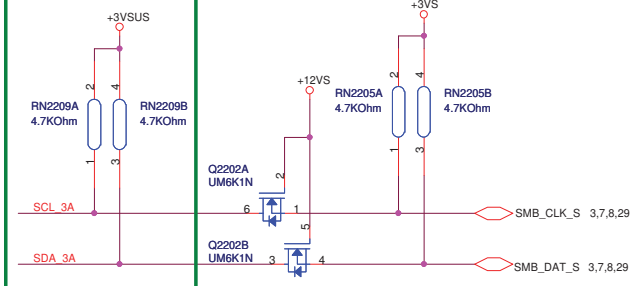 +3VSUS
+3VS
+12VS
2
4
2
4
RN2209A
4.7KOhm
RN2209B
4.7KOhm
RN2205A
4.7KOhm
RN2205B
4.7KOhm
1
3
1
3
Q2202A
UM6K1N
2
SCL_3A
6
1
SMB_CLK_S 3,7,8,29
5
Q2202B
UM6K1N
SDA_3A
3
4
SMB_DAT_S 3,7,8,29